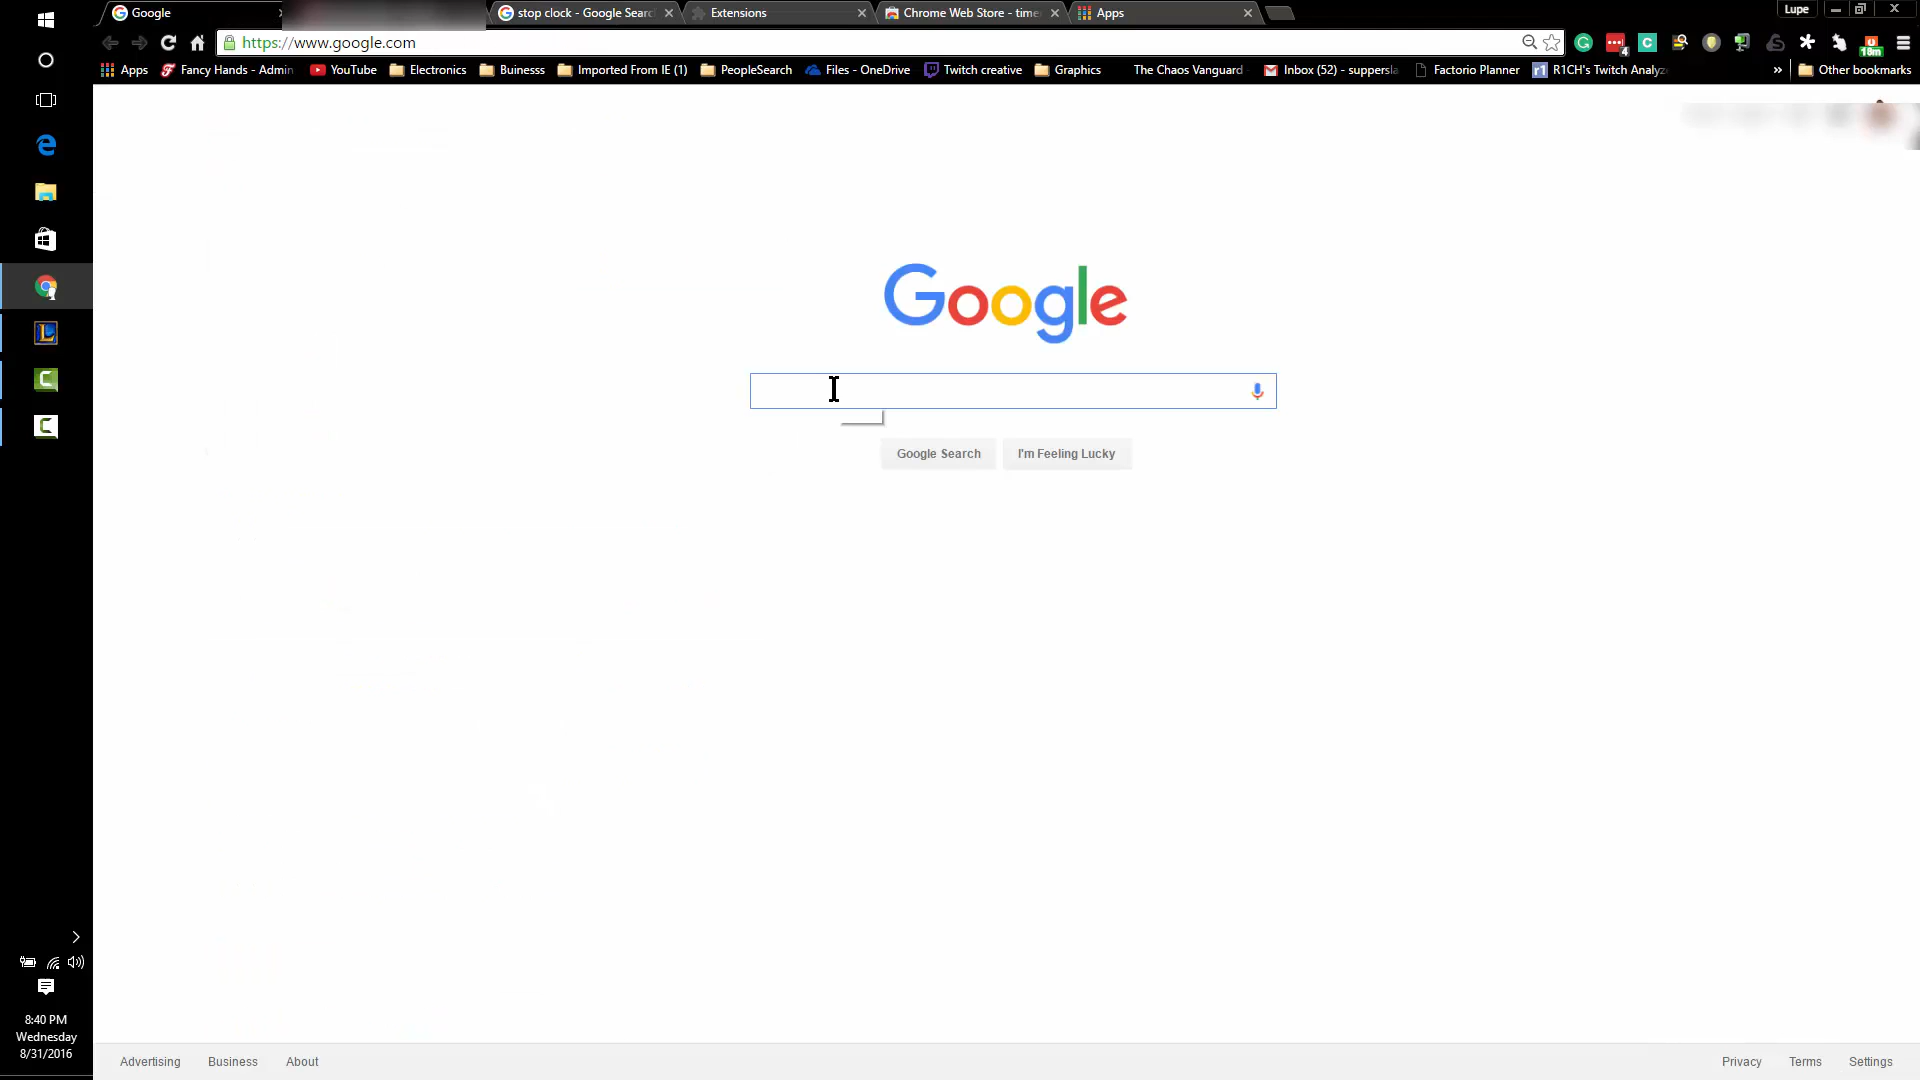 Google
stop clock - Google Searc
Extensions
Chrome Web Store - time
Apps
Lupe
https://www.google.com
4
18m
Apps
Fancy Hands - Admin
YouTube
Electronics
Buinesss
Imported From IE (1)
PeopleSearch
Files - OneDrive
Twitch creative
Graphics
The Chaos Vanguard
Inbox (52) - suppersla
Factorio Planner
R1CH's Twitch Analyz
»
Other bookmarks
Google
Google Search
I'm Feeling Lucky
8:40 PM
Wednesday
8/31/2016
Advertising
Business
About
Privacy
Terms
Settings